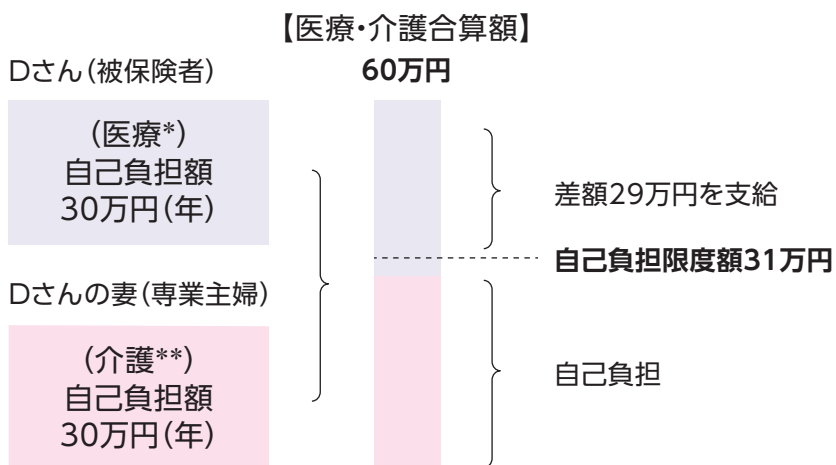 【医療・介護合算額】
Dさん（被保険者）
60万円
（医療*）
自己負担額
30万円（年）
差額29万円を支給
自己負担限度額31万円
Dさんの妻（専業主婦）
（介護**）
自己負担額
30万円（年）
自己負担